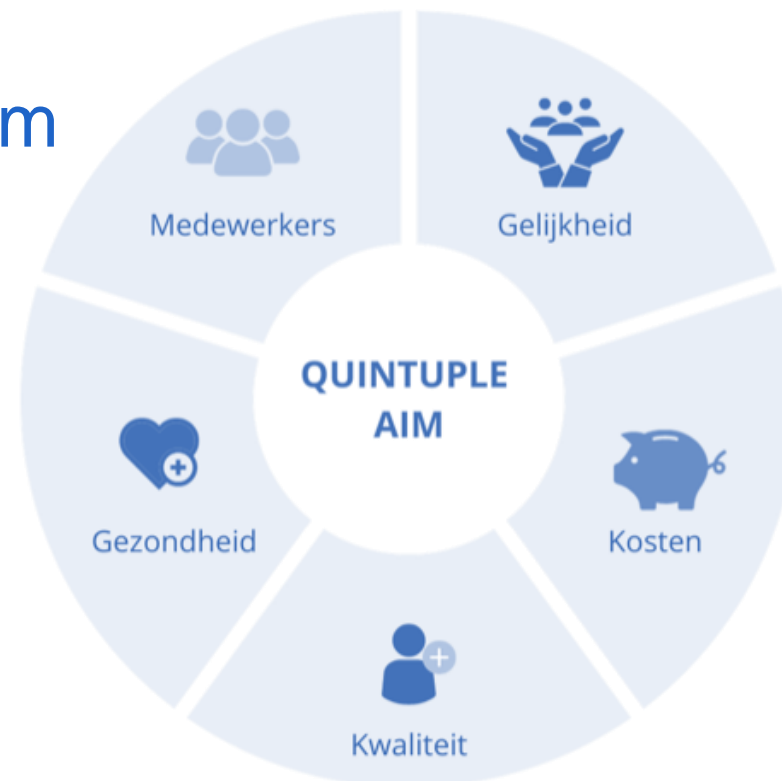 m
Medewerkers
Gelijkheid
QUINTUPLE
AIM
Gezondheid
Kosten
Kwaliteit